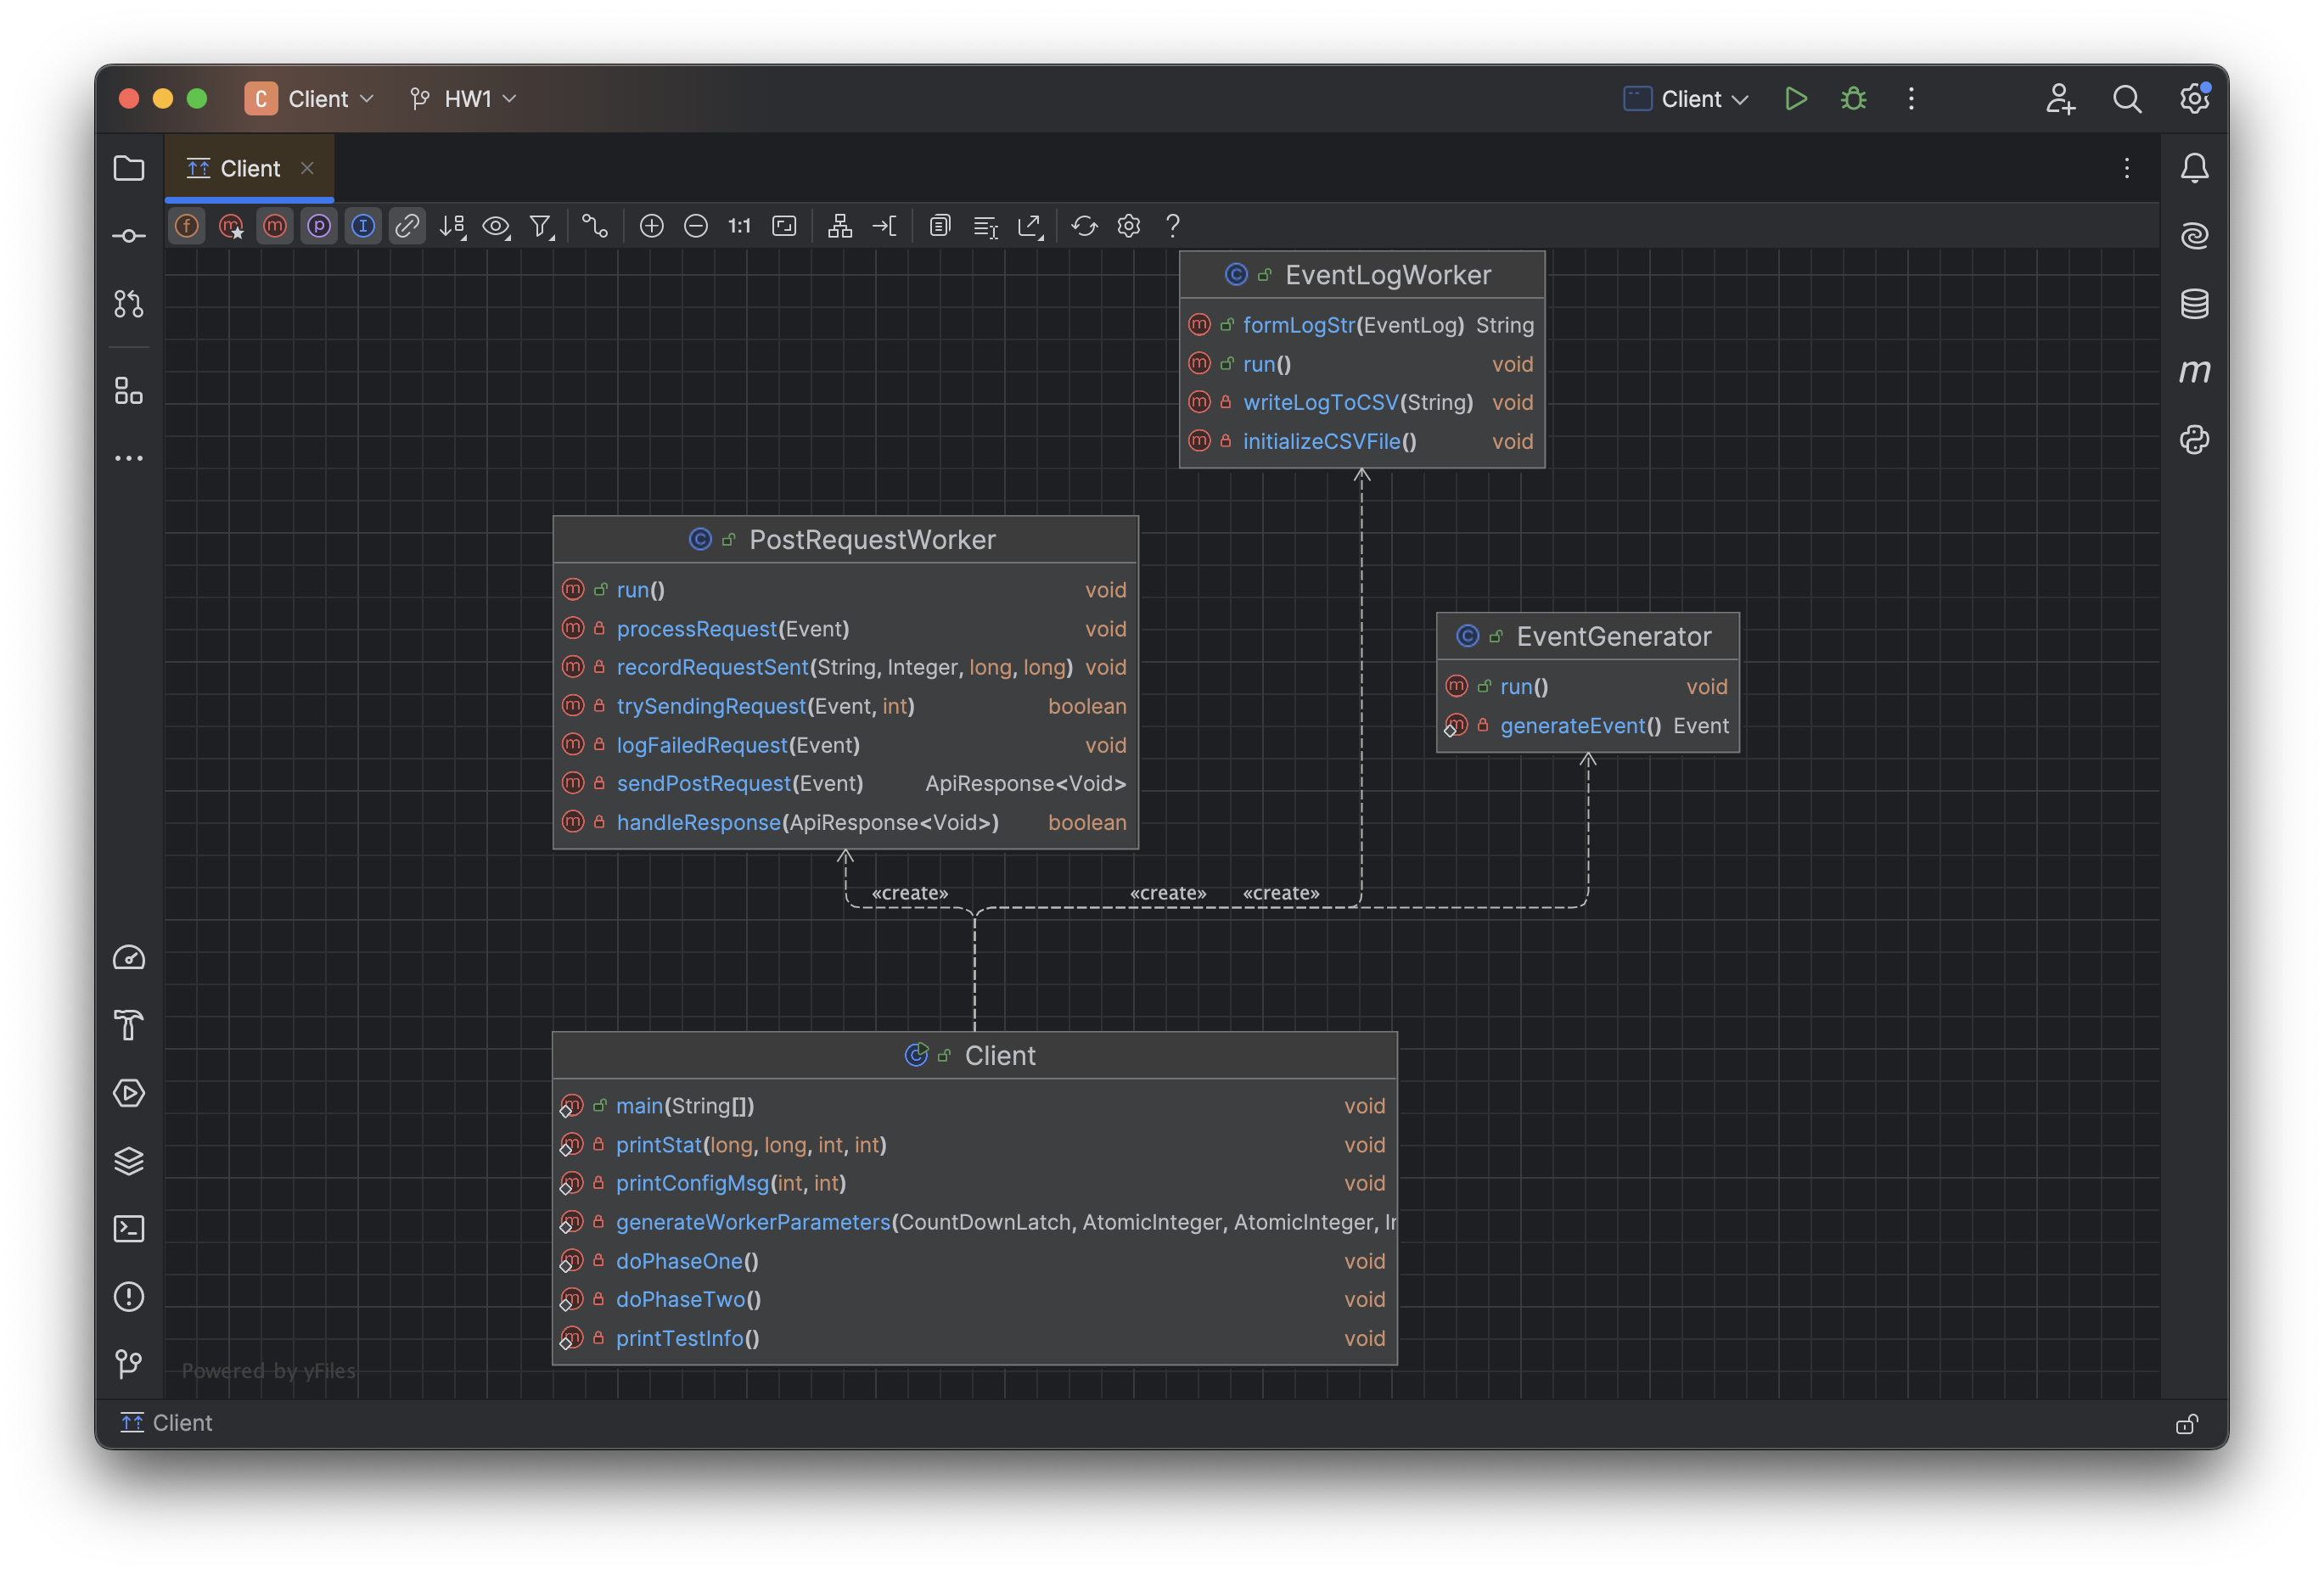 C Client HW1 Client
Client
1:1
EventLogWorker
formLogStr(EventLog) String
run() void
writeLogToCSV(String) void
initializeCSVFile() void
PostRequestWorker
run() void
processRequest(Event) void
recordRequestSent(String, Integer, long, long) void
trySendingRequest(Event, int) boolean
logFailedRequest(Event) void
sendPostRequest(Event) ApiResponse<Void>
handleResponse(ApiResponse<Void>) boolean
EventGenerator
run() void
generateEvent() Event
«create» «create» «create»
Client
main(String[]) void
printStat(long, long, int, int) void
printConfigMsg(int, int) void
generateWorkerParameters(CountDownLatch, AtomicInteger, AtomicInteger,
doPhaseOne() void
doPhaseTwo() void
printTestInfo() void
Powered by yFiles
Client